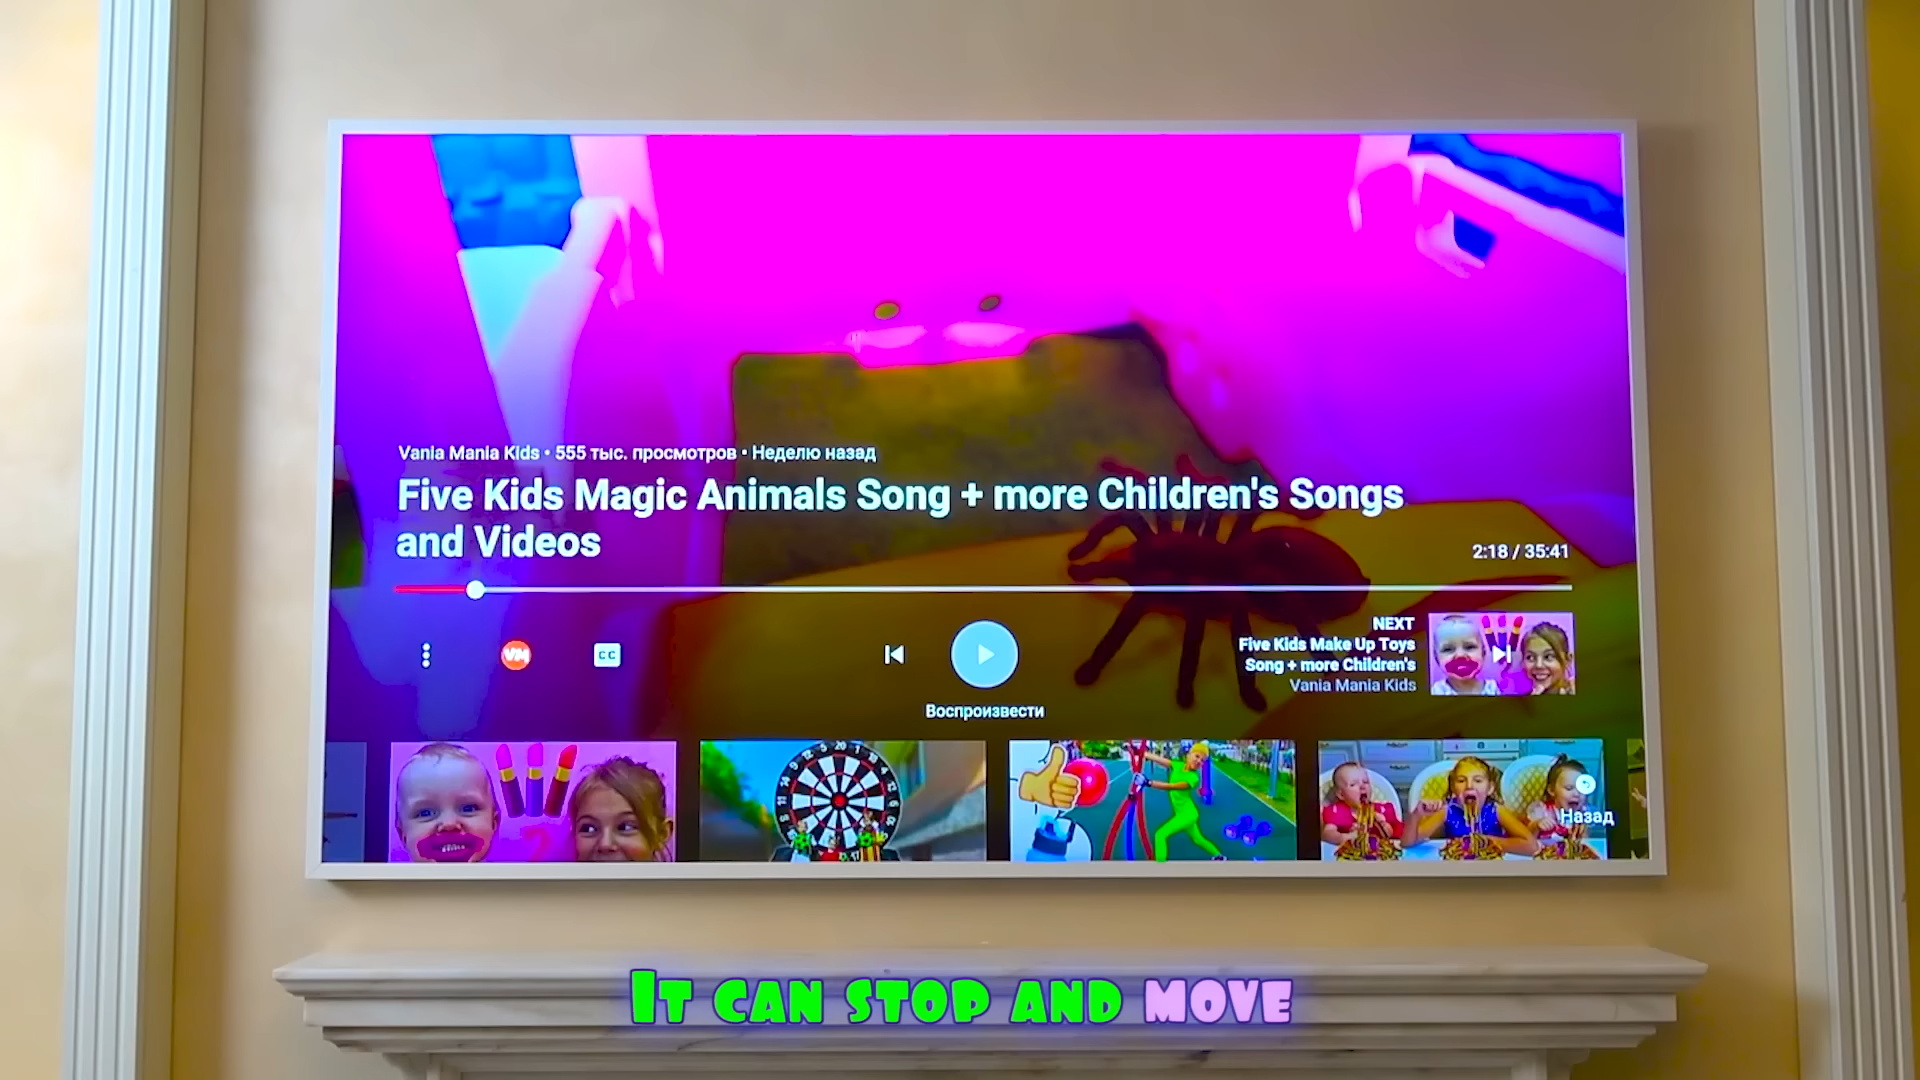 Vania Mania Kids • 555 тыс. просмотров • Неделю назад
Five Kids Magic Animals Song + more Children's Songs
and Videos
2:18 / 35:41
VM
CC
NEXT
Five Kids Make Up Toys
Song + more Children's
Vania Mania Kids
Воспроизвести
Назад
IT CAN STOP AND MOVE